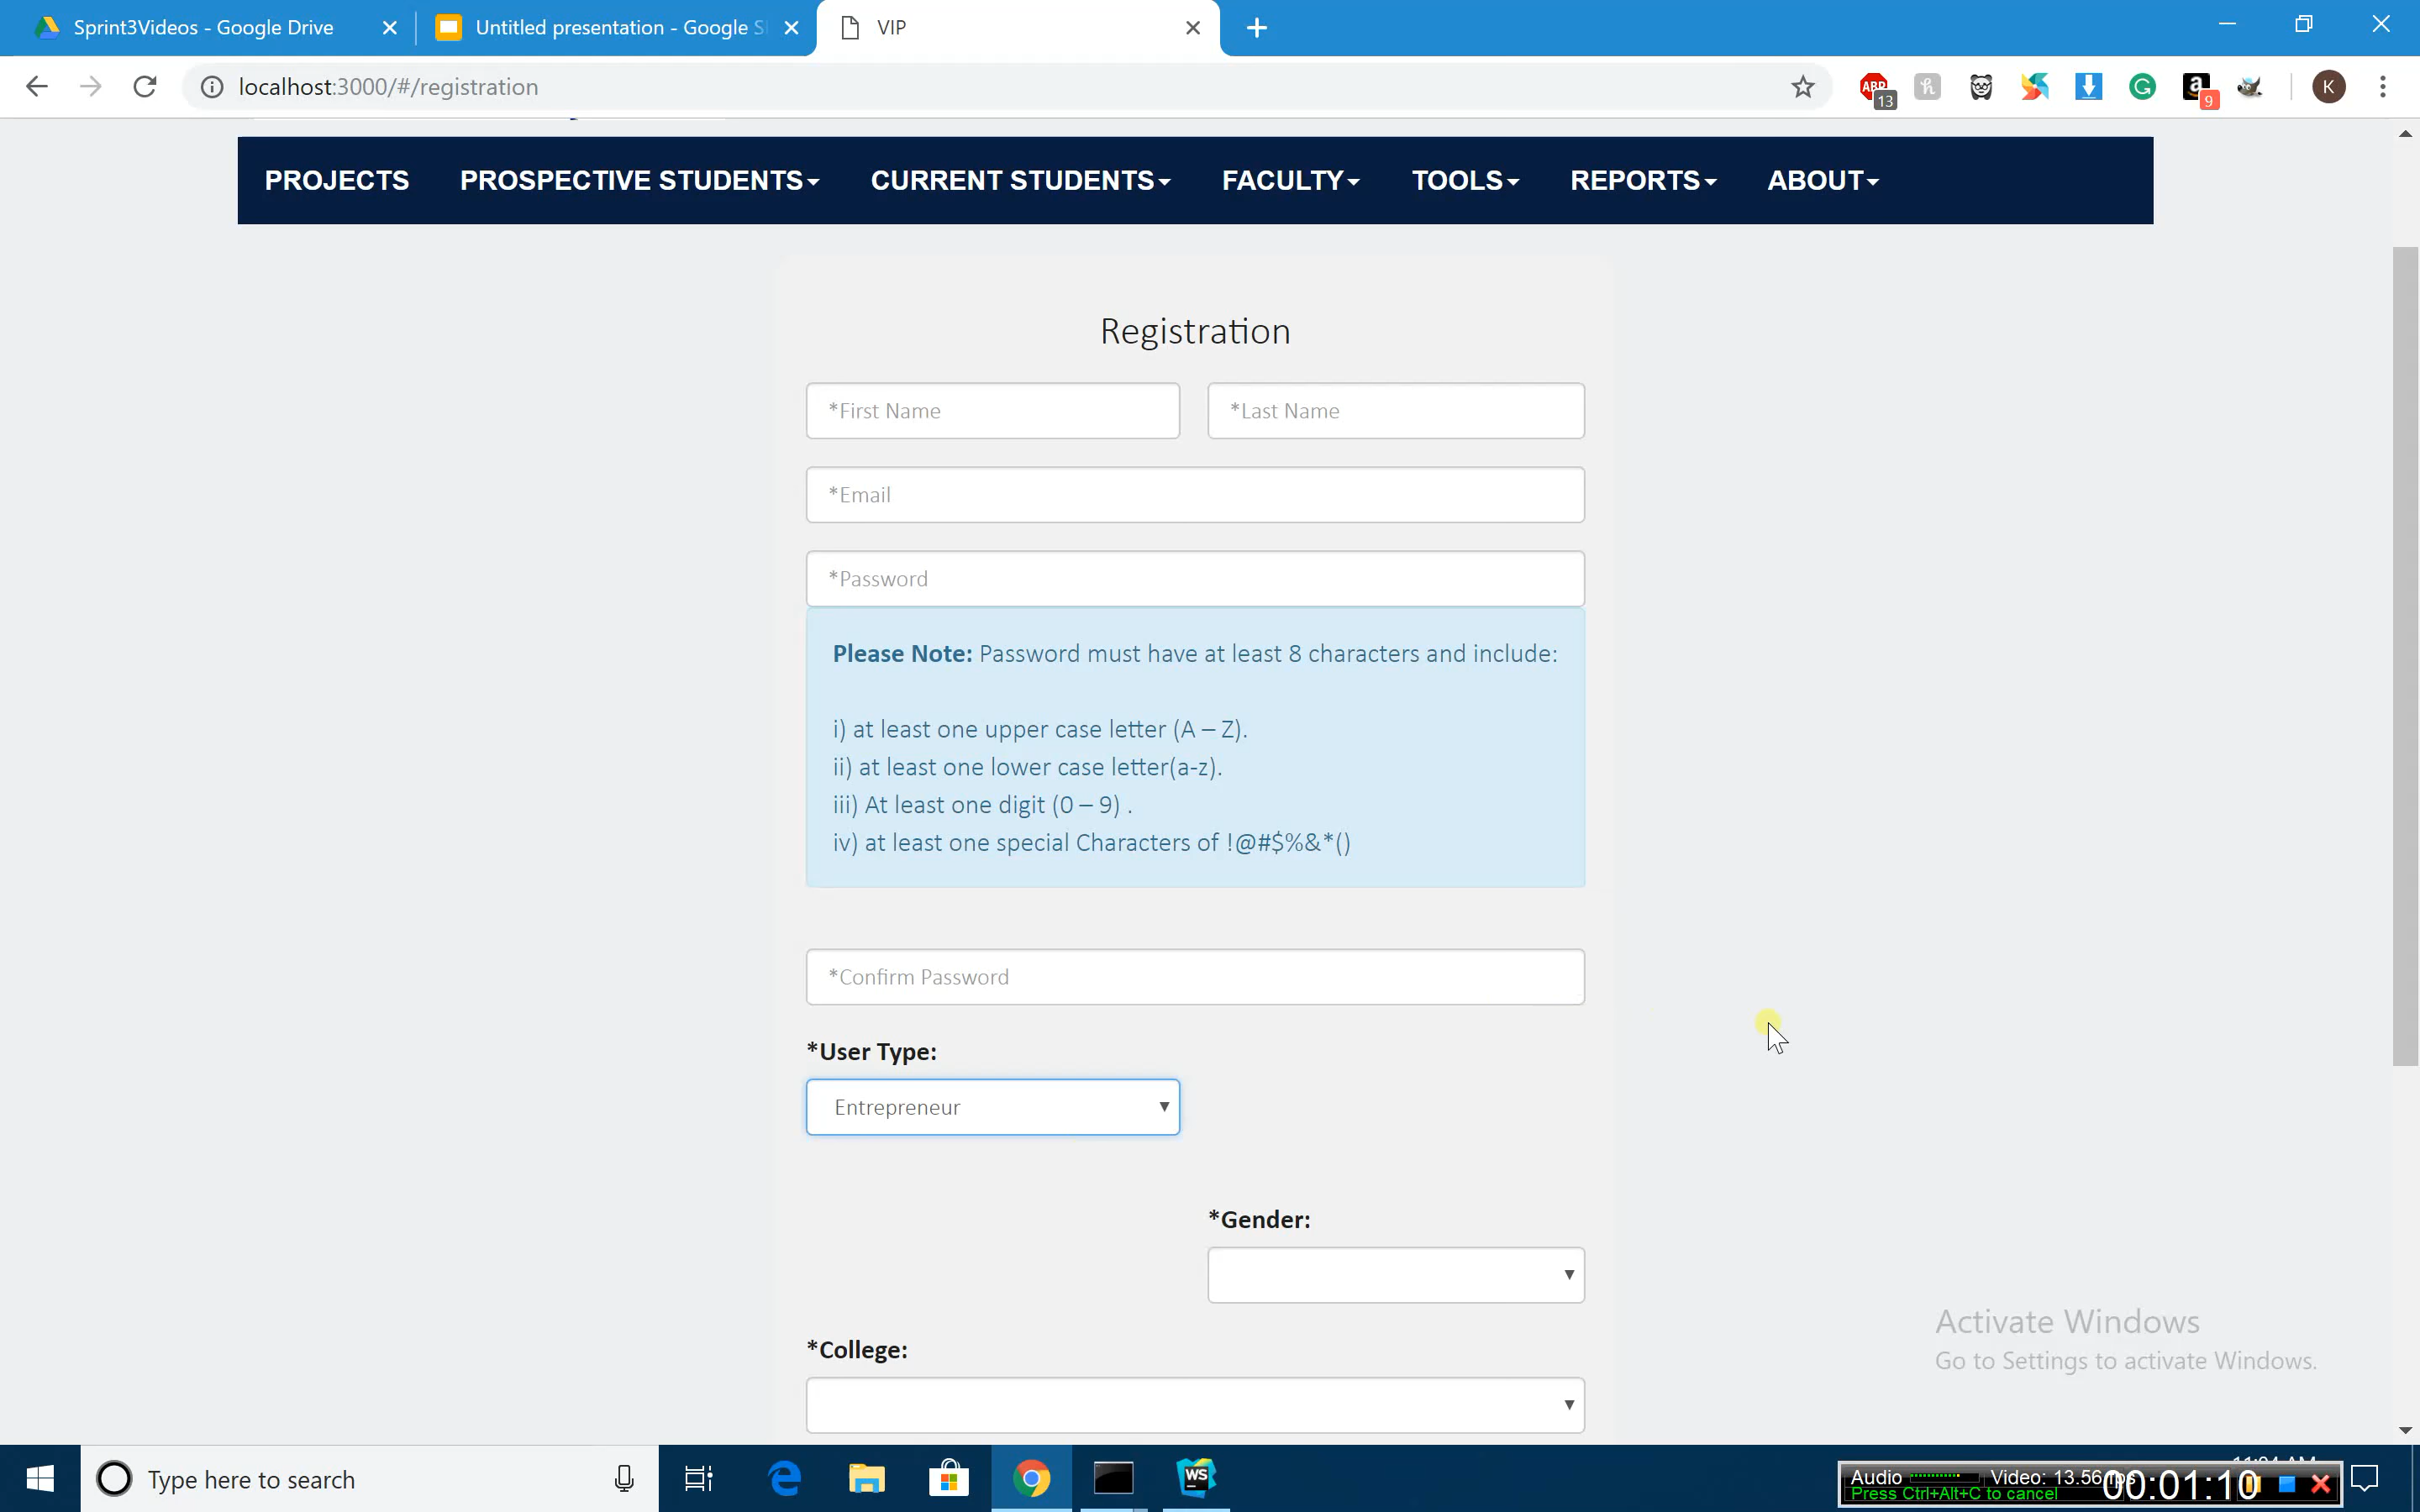 Sprint3Videos - Google Drive
Untitled presentation - Google S
VIP
localhost:3000/#/registration
ABP
13
h
G
a
9
K
PROJECTS
PROSPECTIVE STUDENTS
CURRENT STUDENTS
FACULTY
TOOLS
REPORTS
ABOUT
Registration
*First Name
*Last Name
*Email
*Password
Please Note: Password must have at least 8 characters and include:
i) at least one upper case letter (A – Z).
ii) at least one lower case letter(a-z).
iii) At least one digit (0 – 9) .
iv) at least one special Characters of !@#$%&*()
*Confirm Password
*User Type:
Entrepreneur
*Gender:
*College:
Activate Windows
Go to Settings to activate Windows.
Type here to search
WS
Audio
Video: 13.56 fps
Press Ctrl+Alt+C to cancel
00:01:10